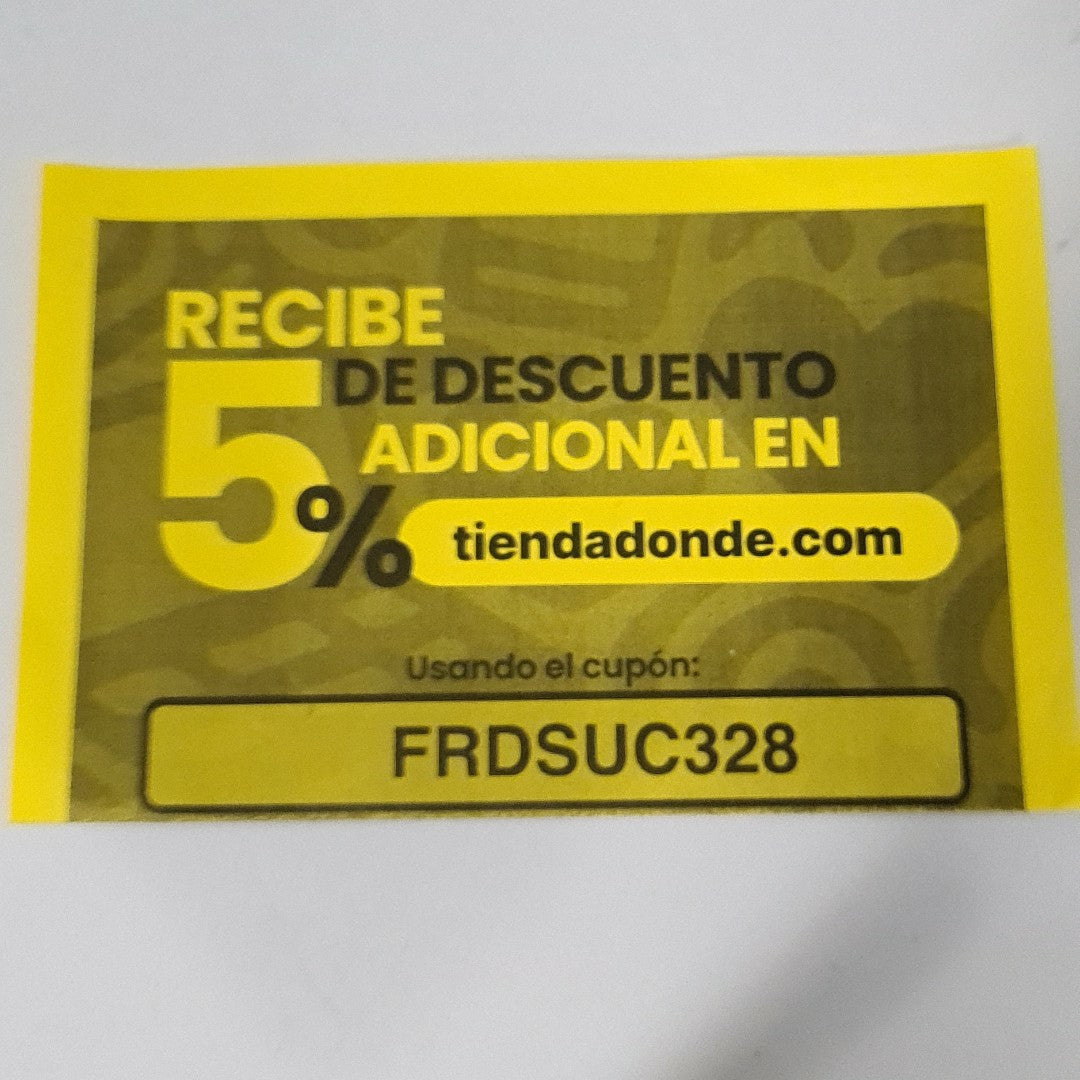 RECIBE
5% DE DESCUENTO
ADICIONAL EN
tiendadonde.com
Usando el cupón:
FRDSUC328